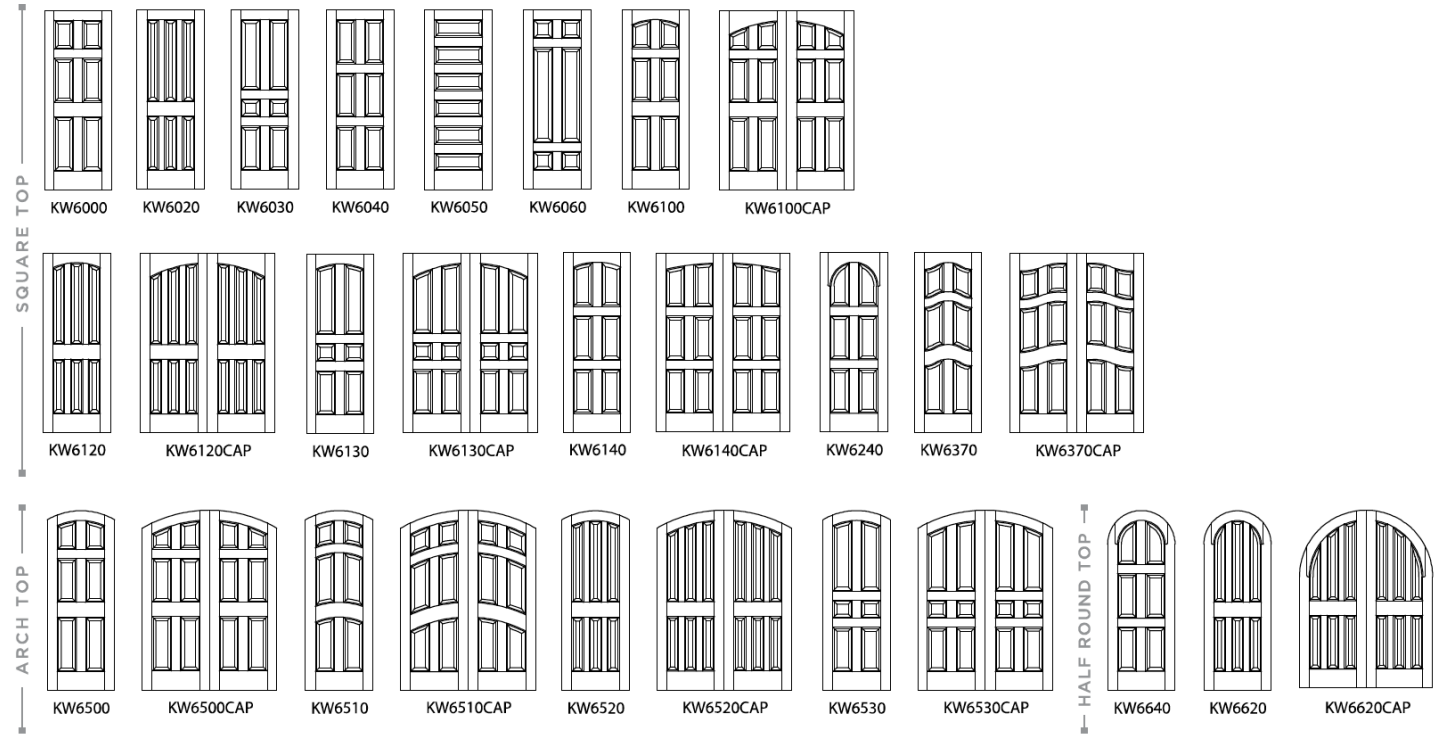 SQUARE TOP
KW6000 KW6020 KW6030 KW6040 KW6050 KW6060 KW6100 KW6100CAP
KW6120 KW6120CAP KW6130 KW6130CAP KW6140 KW6140CAP KW6240 KW6370 KW6370CAP
ARCH TOP
KW6500 KW6500CAP KW6510 KW6510CAP KW6520 KW6520CAP KW6530 KW6530CAP
HALF ROUND TOP
KW6640 KW6620 KW6620CAP